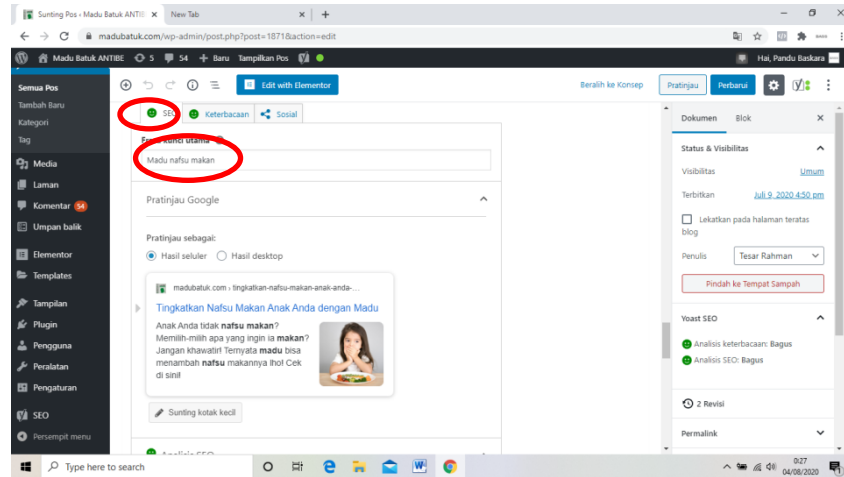 Sunting Pos ‹ Madu Batuk ANTIB
New Tab
madubatuk.com/wp-admin/post.php?post=1871&action=edit
Madu Batuk ANTIBE
5
54
Baru
Tampilkan Pos
Hai, Pandu Baskara
Semua Pos
Tambah Baru
Kategori
Tag
Media
Laman
Komentar 54
Umpan balik
Elementor
Templates
Tampilan
Plugin
Pengguna
Peralatan
Pengaturan
SEO
Persempit menu
Edit with Elementor
Beralih ke Konsep
Pratinjau
Perbarui
SEO
Keterbacaan
Sosial
kunci utama
Madu nafsu makan
Pratinjau Google
Pratinjau sebagai:
Hasil seluler
Hasil desktop
madubatuk.com › tingkatkan-nafsu-makan-anak-anda-...
Tingkatkan Nafsu Makan Anak Anda dengan Madu
Anak Anda tidak nafsu makan?
Memilih-milih apa yang ingin ia makan?
Jangan khawatir! Ternyata madu bisa
menambah nafsu makannya lho! Cek
di sini!
Sunting kotak kecil
Analisis SEO
Dokumen
Blok
Status & Visibilitas
Visibilitas
Umum
Terbitkan
Juli 9, 2020 4:50 pm
Lekatkan pada halaman teratas
blog
Penulis
Tesar Rahman
Pindah ke Tempat Sampah
Yoast SEO
Analisis keterbacaan: Bagus
Analisis SEO: Bagus
2 Revisi
Permalink
Type here to search
0:27
04/08/2020